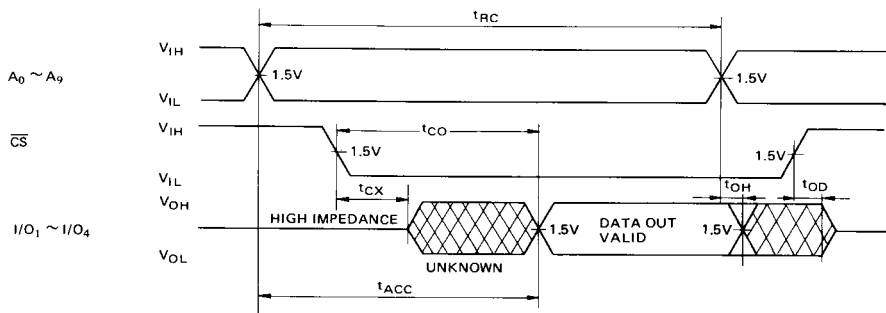 tRC
VIH
A0 ~ A9
1.5V
1.5V
VIL
VIH
CS
tCO
1.5V
1.5V
VIL
tCX
tOH
tOD
VOH
HIGH IMPEDANCE
I/O1 ~ I/O4
1.5V
DATA OUT
VALID
1.5V
VOL
UNKNOWN
tACC